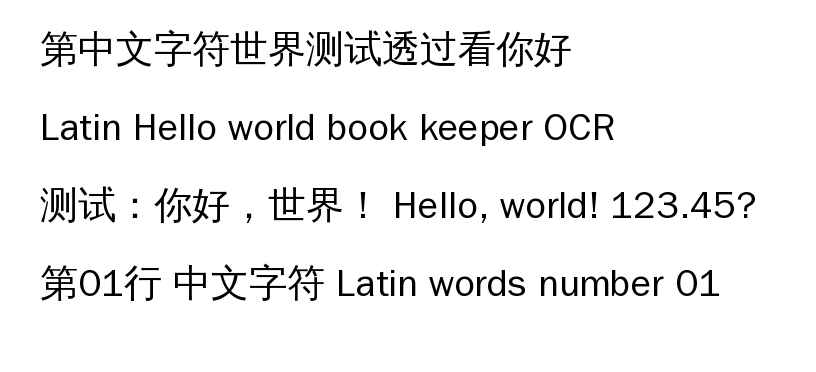 第中文字符世界测试透过看你好
Latin Hello world book keeper OCR
测试：你好，世界！ Hello, world! 123.45?
第01行 中文字符 Latin words number 01